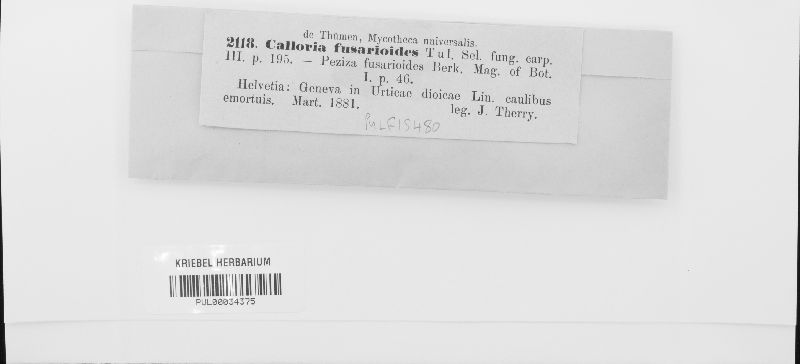 de Thümen, Mycotheca universalis.
2118. Calloria fusarioides Tul. Sel. fung. carp.
III. p. 195. — Peziza fusarioides Berk. Mag. of Bot.
I. p. 46.
Helvetia: Geneva in Urticae dioicae Lin. caulibus
emortuis. Mart. 1881. leg. J. Therry.
PULF15480
KRIEBEL HERBARIUM
PUL00034375